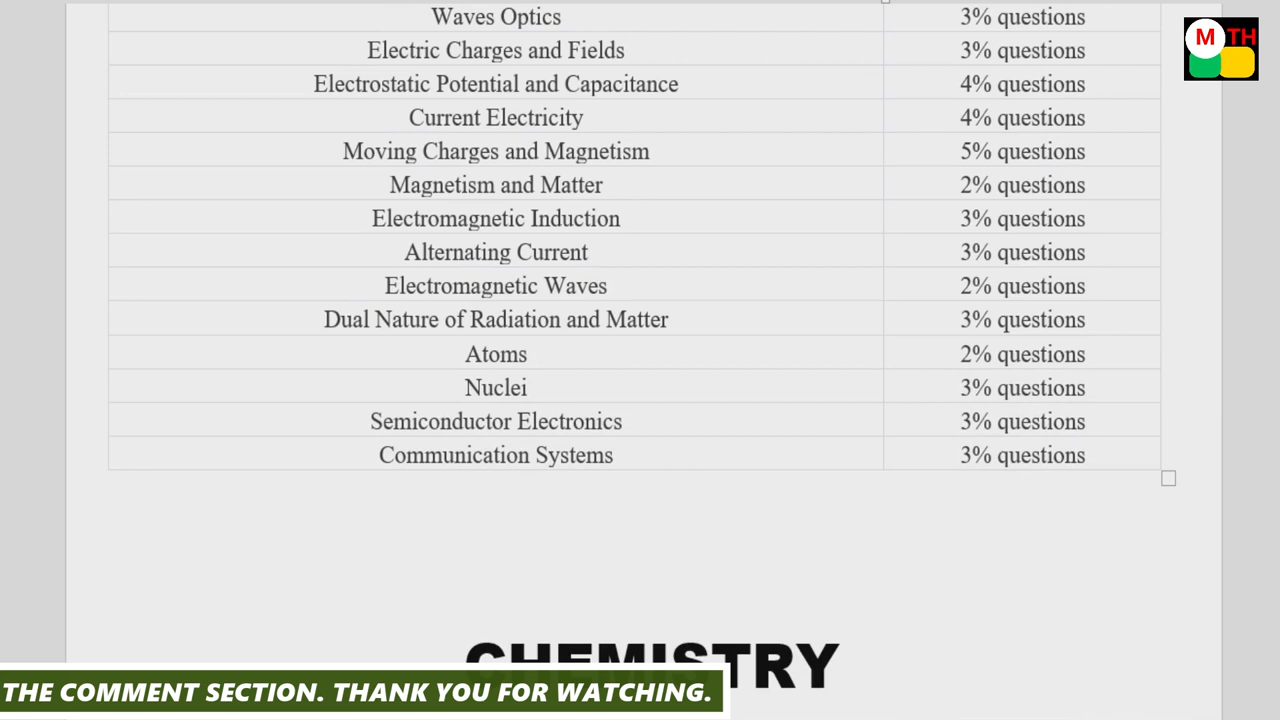 Waves Optics 3% questions
Electric Charges and Fields 3% questions
Electrostatic Potential and Capacitance 4% questions
Current Electricity 4% questions
Moving Charges and Magnetism 5% questions
Magnetism and Matter 2% questions
Electromagnetic Induction 3% questions
Alternating Current 3% questions
Electromagnetic Waves 2% questions
Dual Nature of Radiation and Matter 3% questions
Atoms 2% questions
Nuclei 3% questions
Semiconductor Electronics 3% questions
Communication Systems 3% questions
CHEMISTRY
THE COMMENT SECTION. THANK YOU FOR WATCHING.
M TH